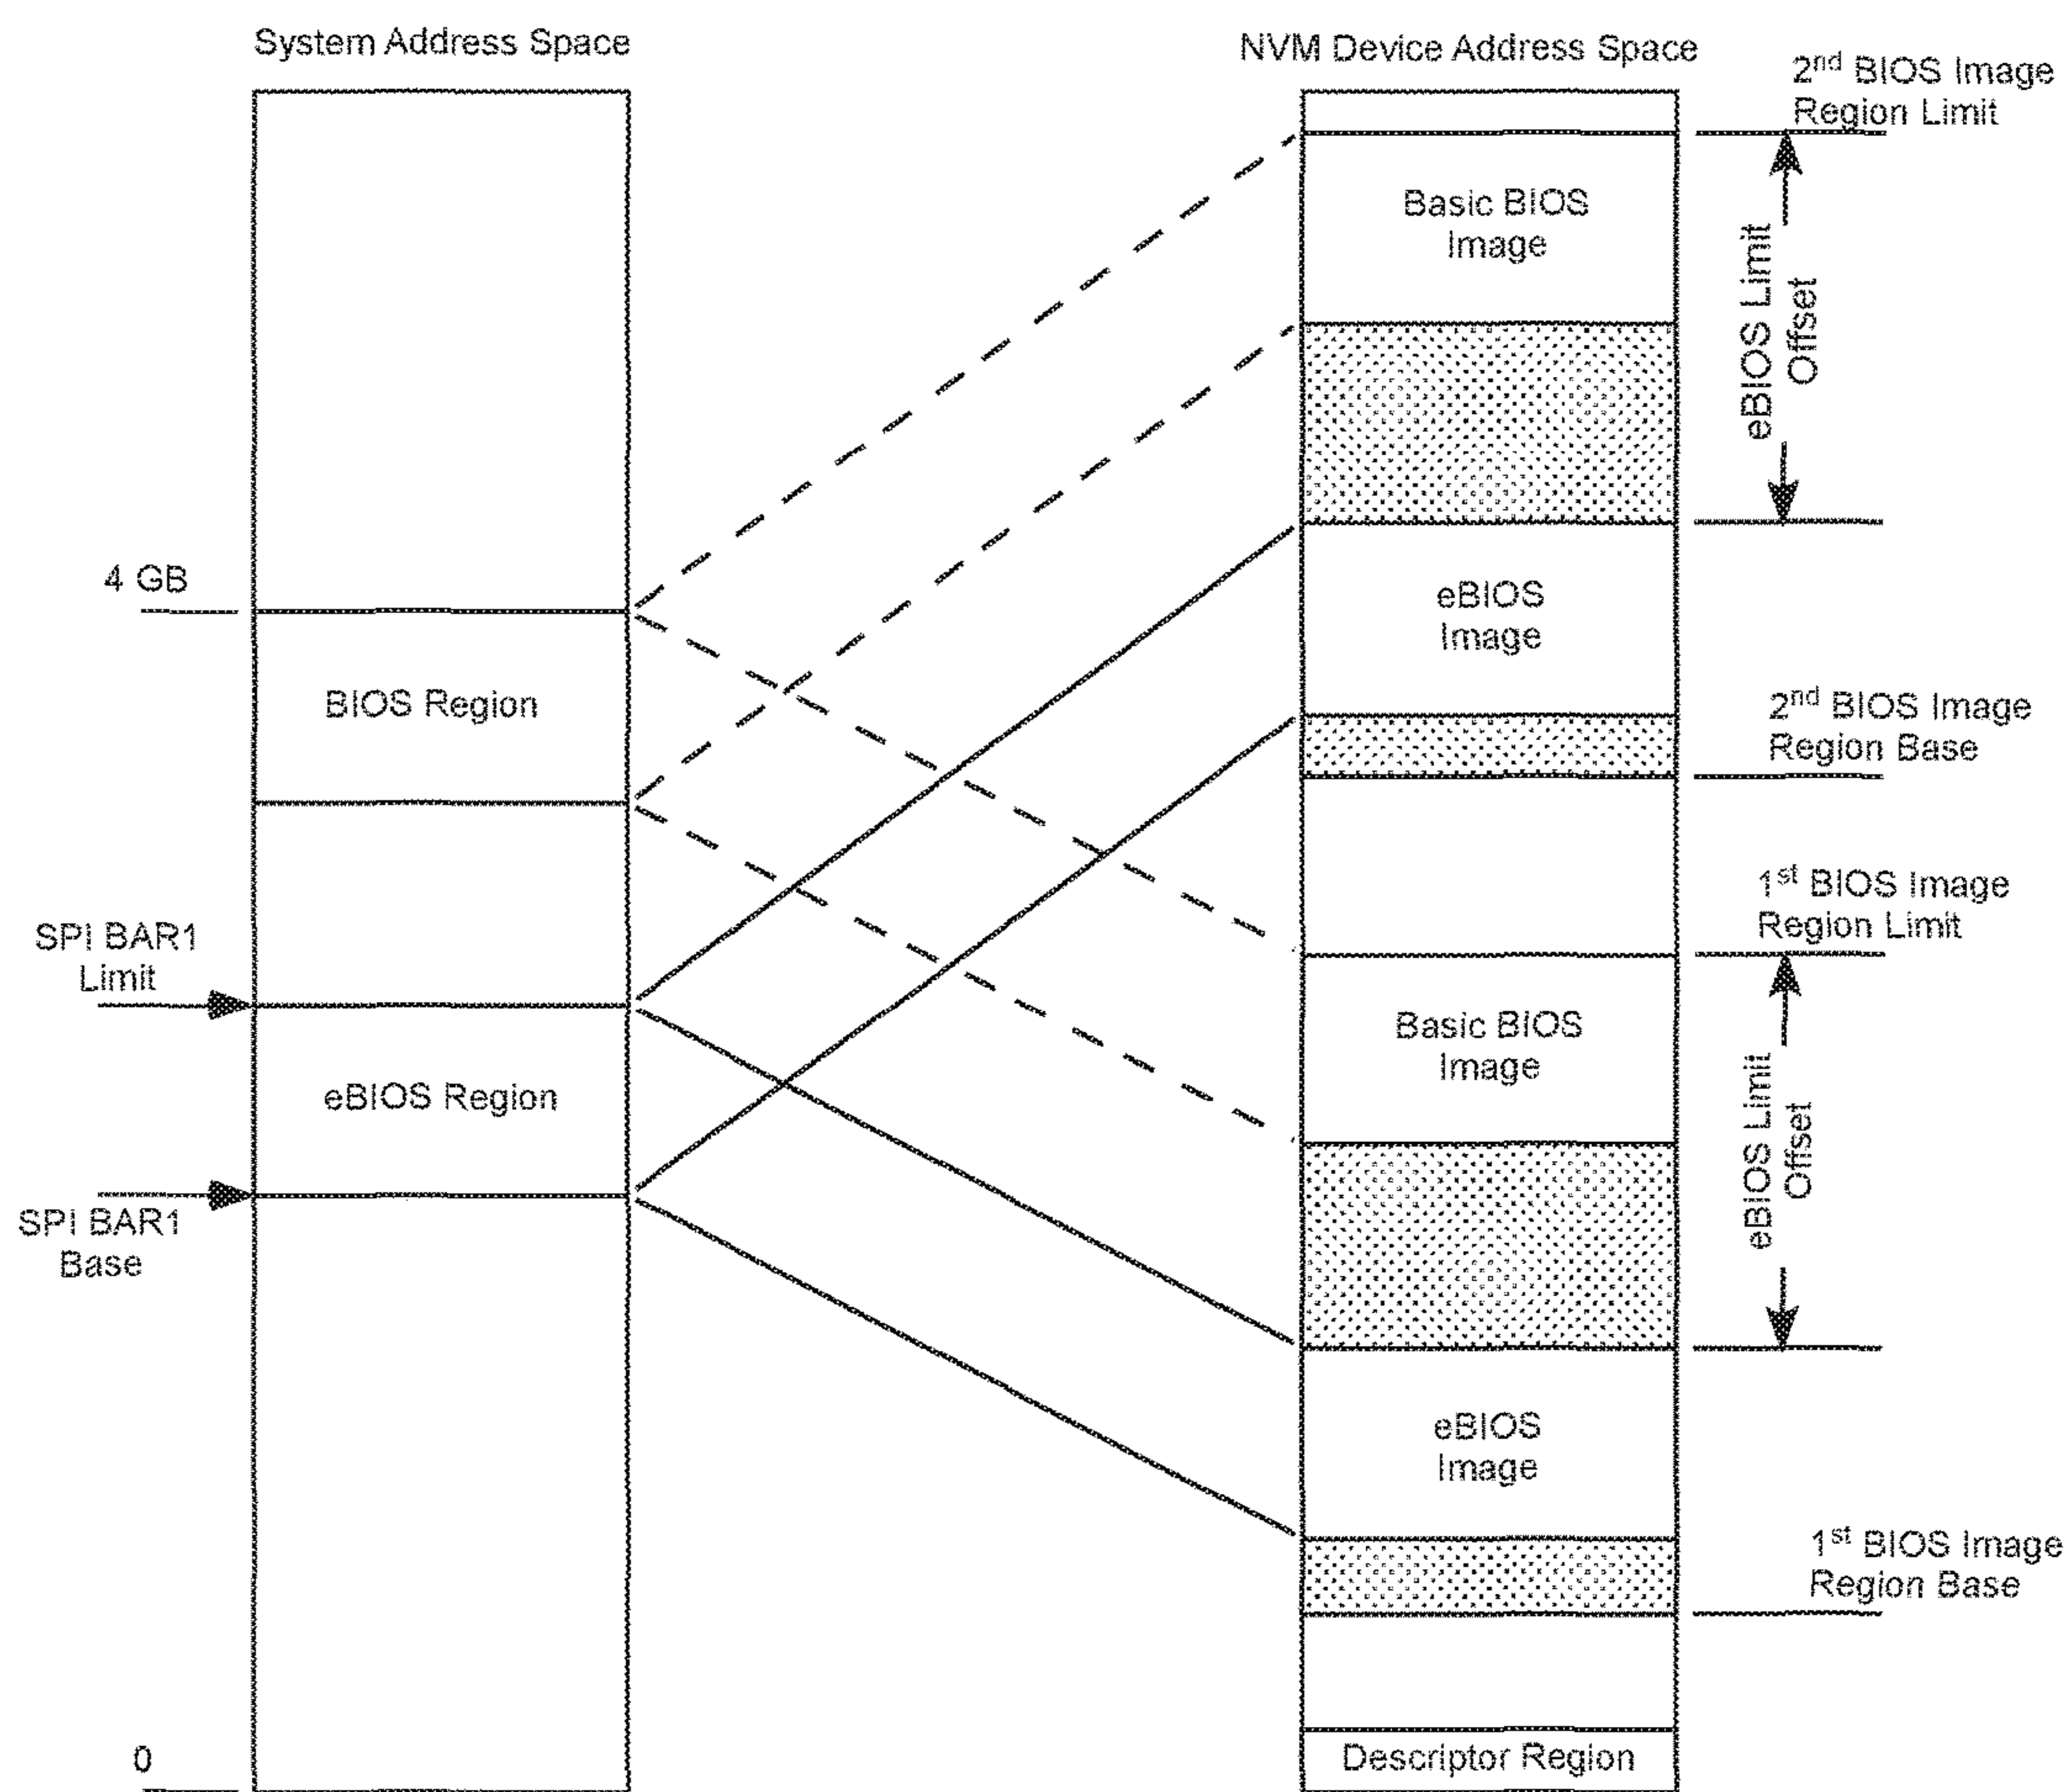 System Address Space
NVM Device Address Space
2nd BIOS Image
Region Limit
Basic BIOS
Image
eBIOS Limit
Offset
4 GB
eBIOS
Image
BIOS Region
2nd BIOS Image
Region Base
1st BIOS Image
Region Limit
SPI BAR1
Limit
Basic BIOS
Image
eBIOS Region
eBIOS Limit
Offset
SPI BAR1
Base
eBIOS
Image
1st BIOS Image
Region Base
0
Descriptor Region